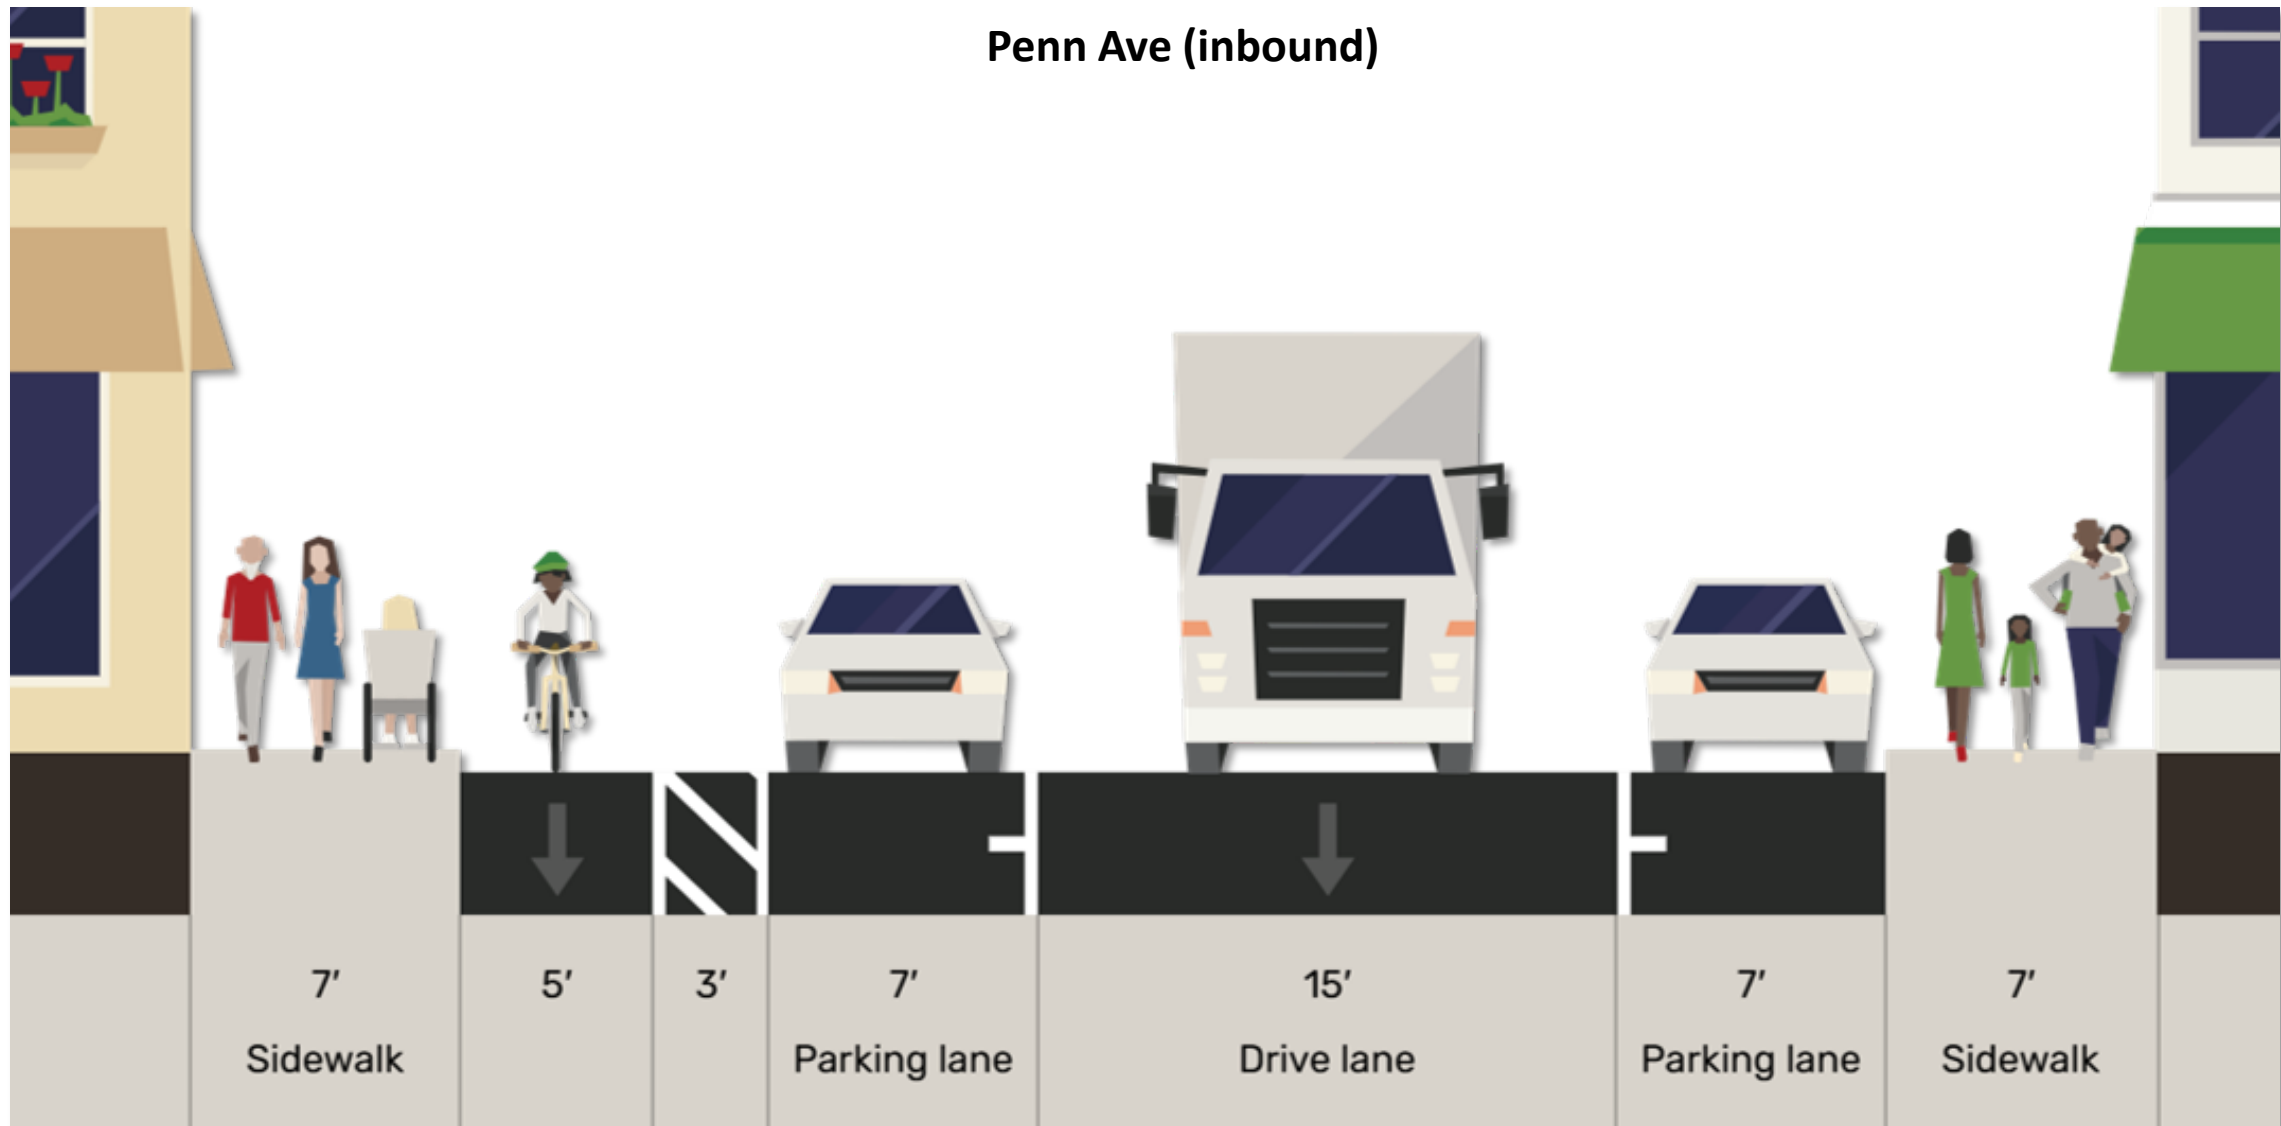 Penn Ave (inbound)
7' 5' 3' 7' 15' 7' 7'
Sidewalk Parking lane Drive lane Parking lane Sidewalk